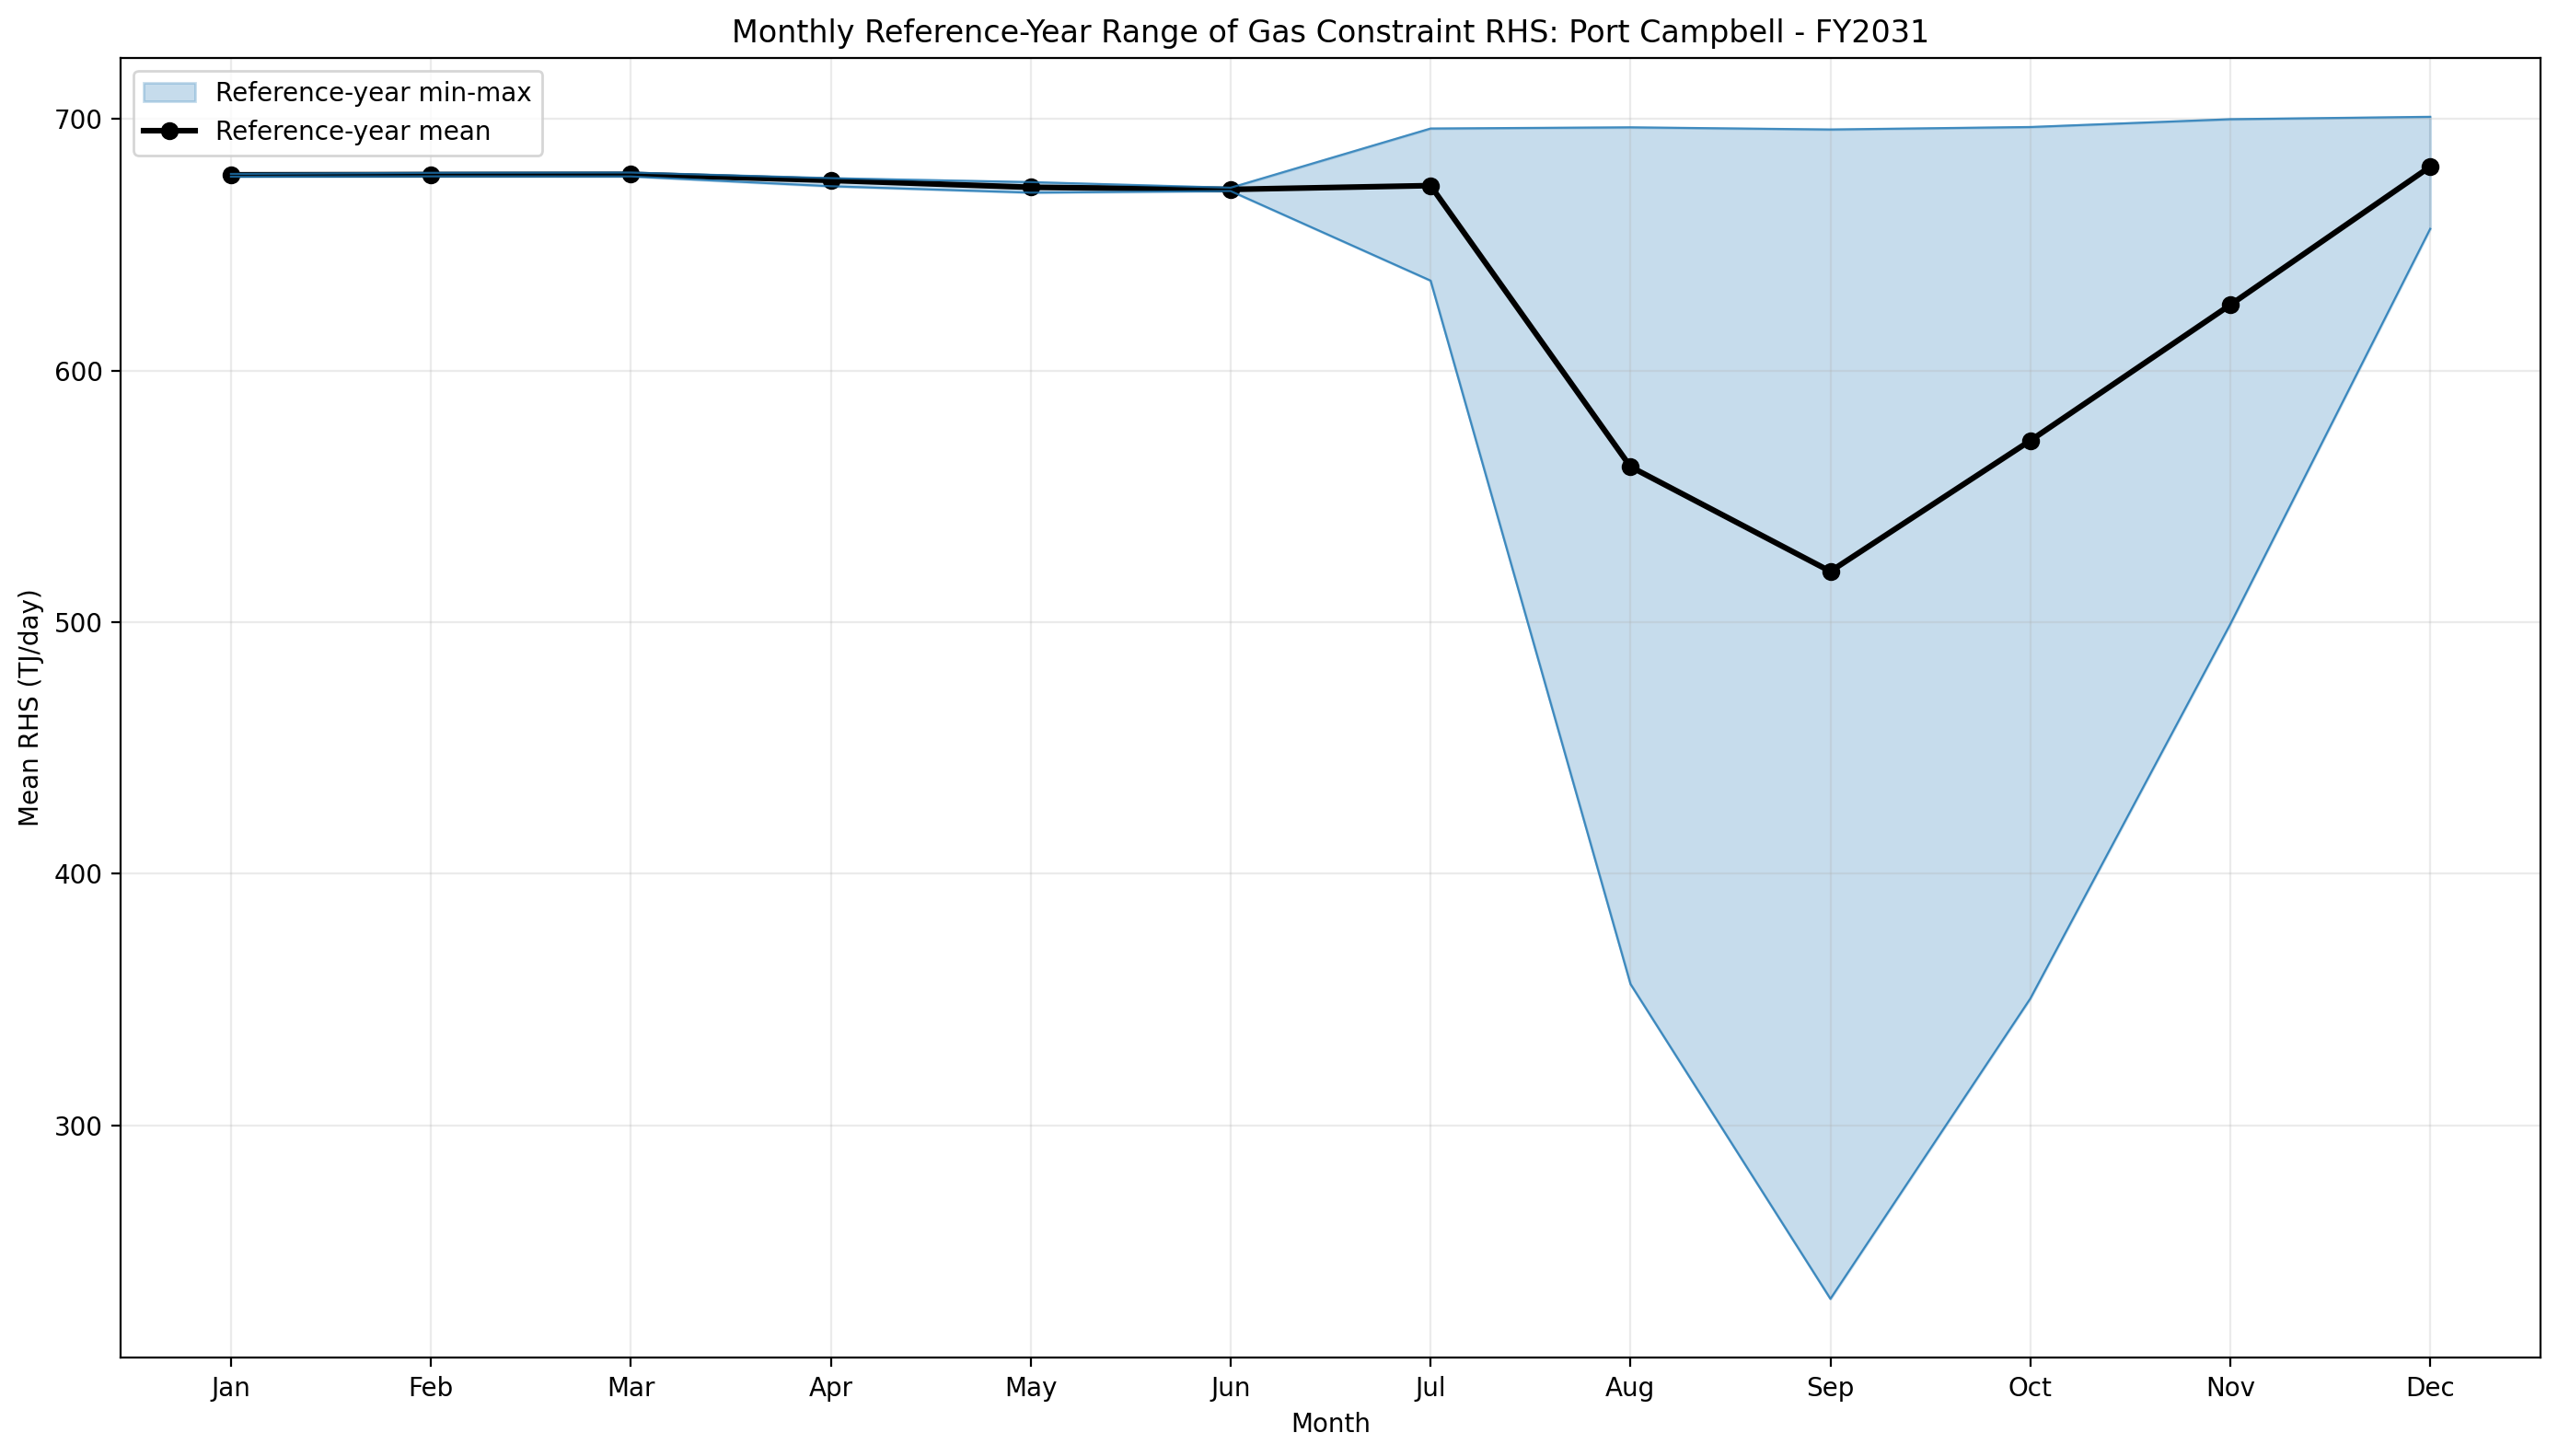 Monthly Reference-Year Range of Gas Constraint RHS: Port Campbell - FY2031
Reference-year min-max
Reference-year mean
700
600
500
400
300
Mean RHS (TJ/day)
Jan Feb Mar Apr May Jun Jul Aug Sep Oct Nov Dec
Month